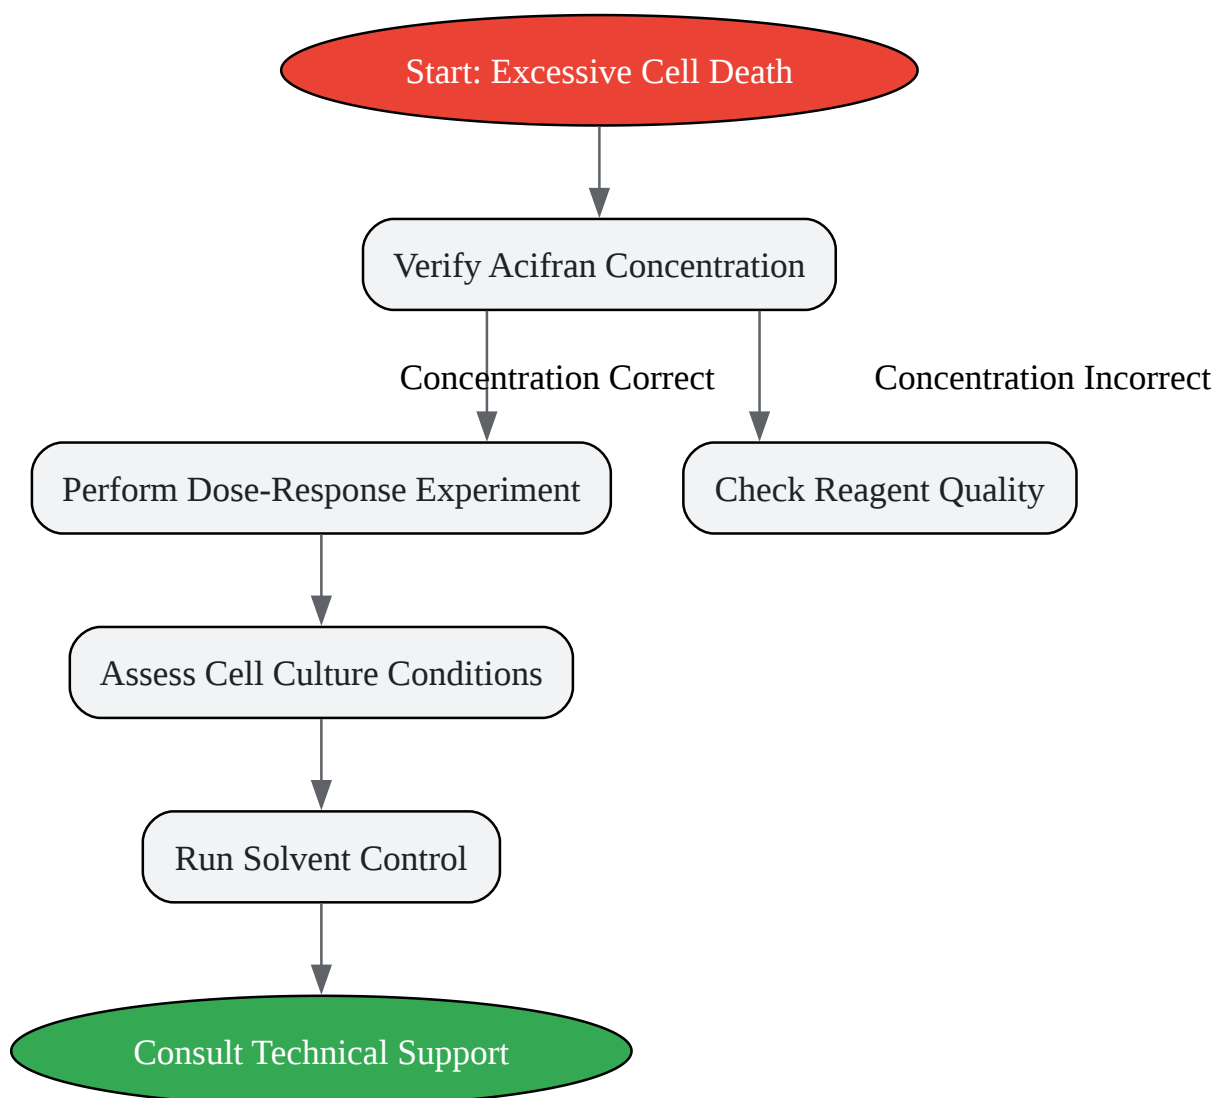 Start: Excessive Cell Death
Verify Acifran Concentration
Concentration Correct
Concentration Incorrect
Perform Dose-Response Experiment
Check Reagent Quality
Assess Cell Culture Conditions
Run Solvent Control
Consult Technical Support